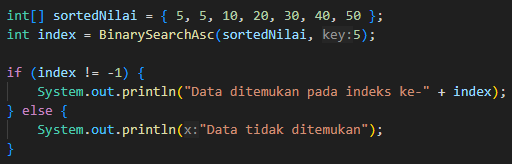 int[] sortedNilai = { 5, 5, 10, 20, 30, 40, 50 };
int index = BinarySearchAsc(sortedNilai, key:5);
if (index != -1) {
System.out.println("Data ditemukan pada indeks ke-" + index);
} else {
System.out.println(x:"Data tidak ditemukan");
}